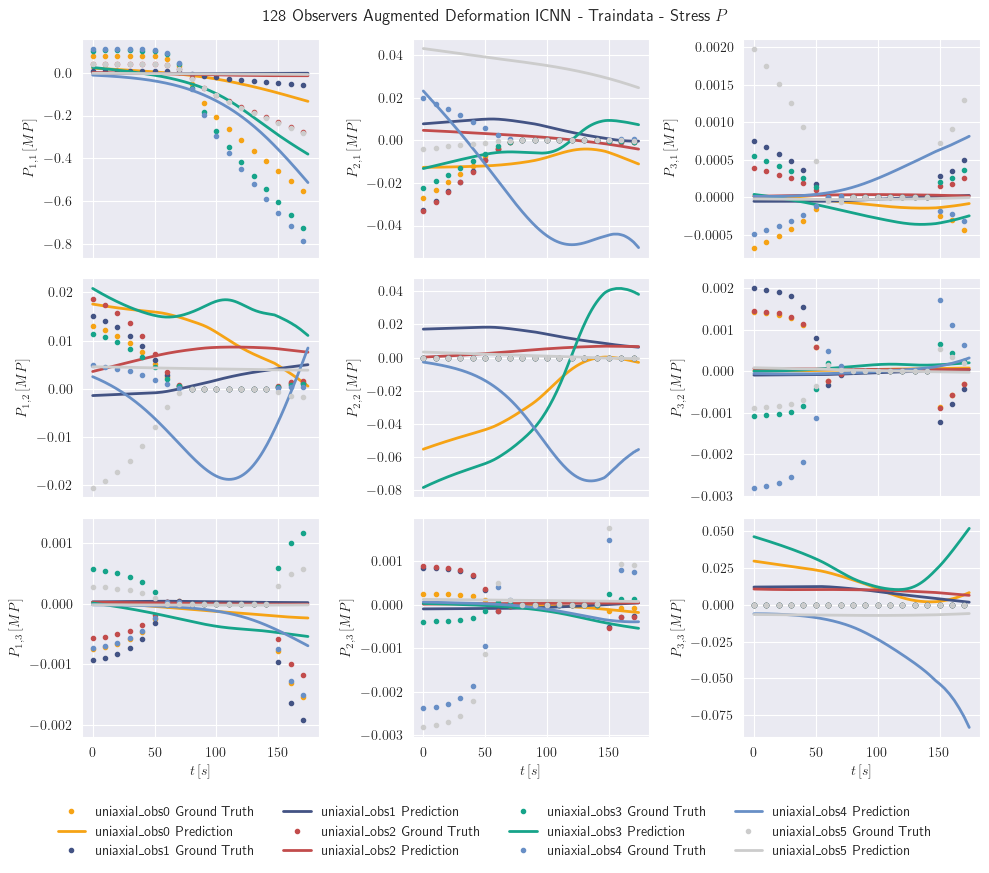 128 Observers Augmented Deformation ICNN - Traindata - Stress P
0.0
−0.2
−0.4
−0.6
−0.8
P1,1 [MP]
0.04
0.02
0.00
−0.02
−0.04
P2,1 [MP]
0.0020
0.0015
0.0010
0.0005
0.0000
−0.0005
P3,1 [MP]
0.02
0.01
0.00
−0.01
−0.02
P1,2 [MP]
0.04
0.02
0.00
−0.02
−0.04
−0.06
−0.08
P2,2 [MP]
0.002
0.001
0.000
−0.001
−0.002
−0.003
P3,2 [MP]
0.001
0.000
−0.001
−0.002
P1,3 [MP]
0 50 100 150
t [s]
0.001
0.000
−0.001
−0.002
−0.003
P2,3 [MP]
0 50 100 150
t [s]
0.050
0.025
0.000
−0.025
−0.050
−0.075
P3,3 [MP]
0 50 100 150
t [s]
uniaxial_obs0 Ground Truth
uniaxial_obs0 Prediction
uniaxial_obs1 Ground Truth
uniaxial_obs1 Prediction
uniaxial_obs2 Ground Truth
uniaxial_obs2 Prediction
uniaxial_obs3 Ground Truth
uniaxial_obs3 Prediction
uniaxial_obs4 Ground Truth
uniaxial_obs4 Prediction
uniaxial_obs5 Ground Truth
uniaxial_obs5 Prediction